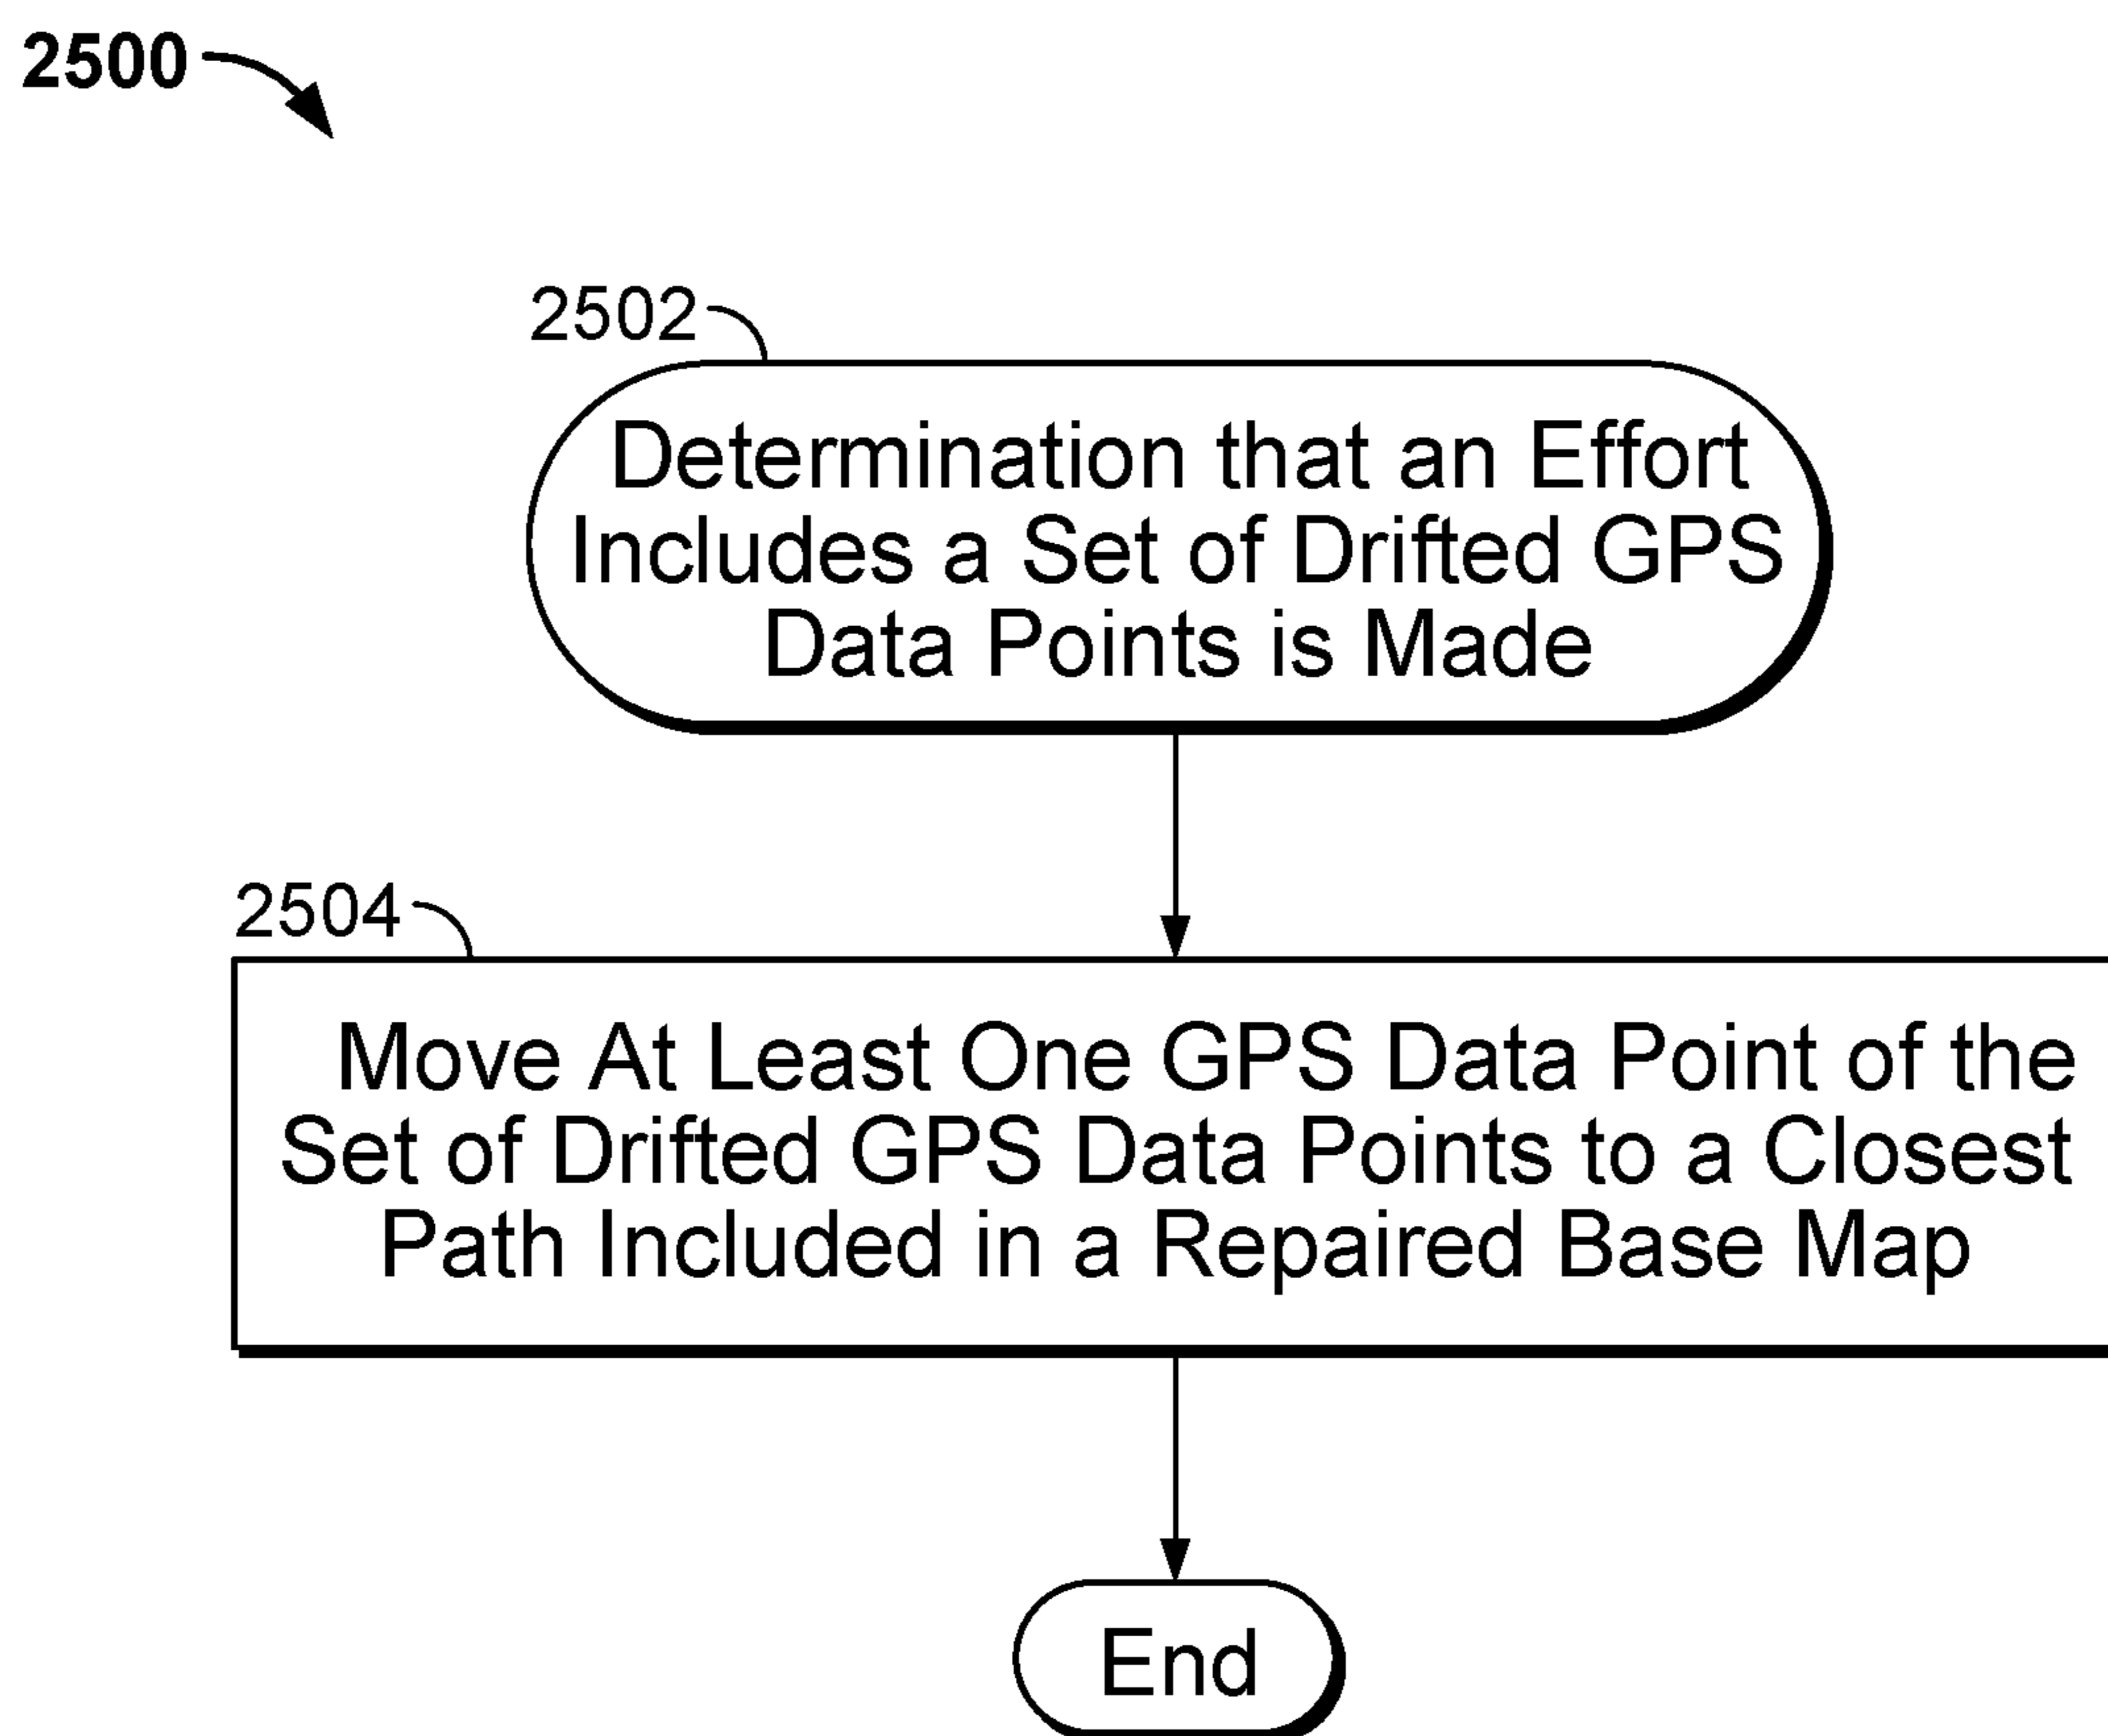 2500
2502
Determination that an Effort
Includes a Set of Drifted GPS
Data Points is Made
2504
Move At Least One GPS Data Point of the
Set of Drifted GPS Data Points to a Closest
Path Included in a Repaired Base Map
End